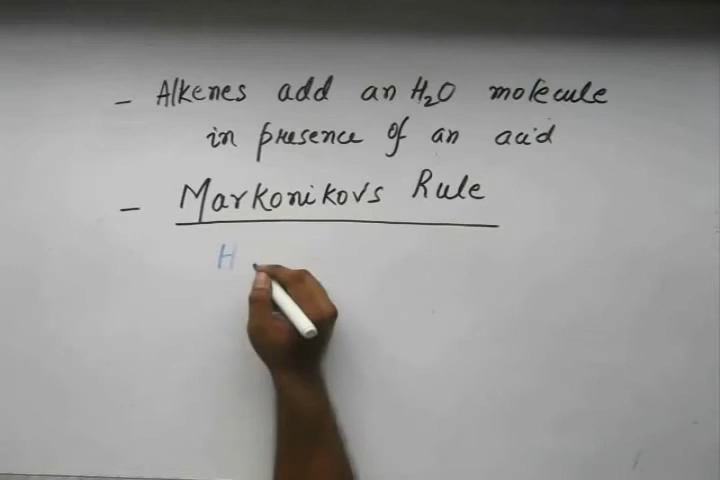 - Alkenes add an H₂O molecule
in presence of an acid
- Markonikovs Rule
H